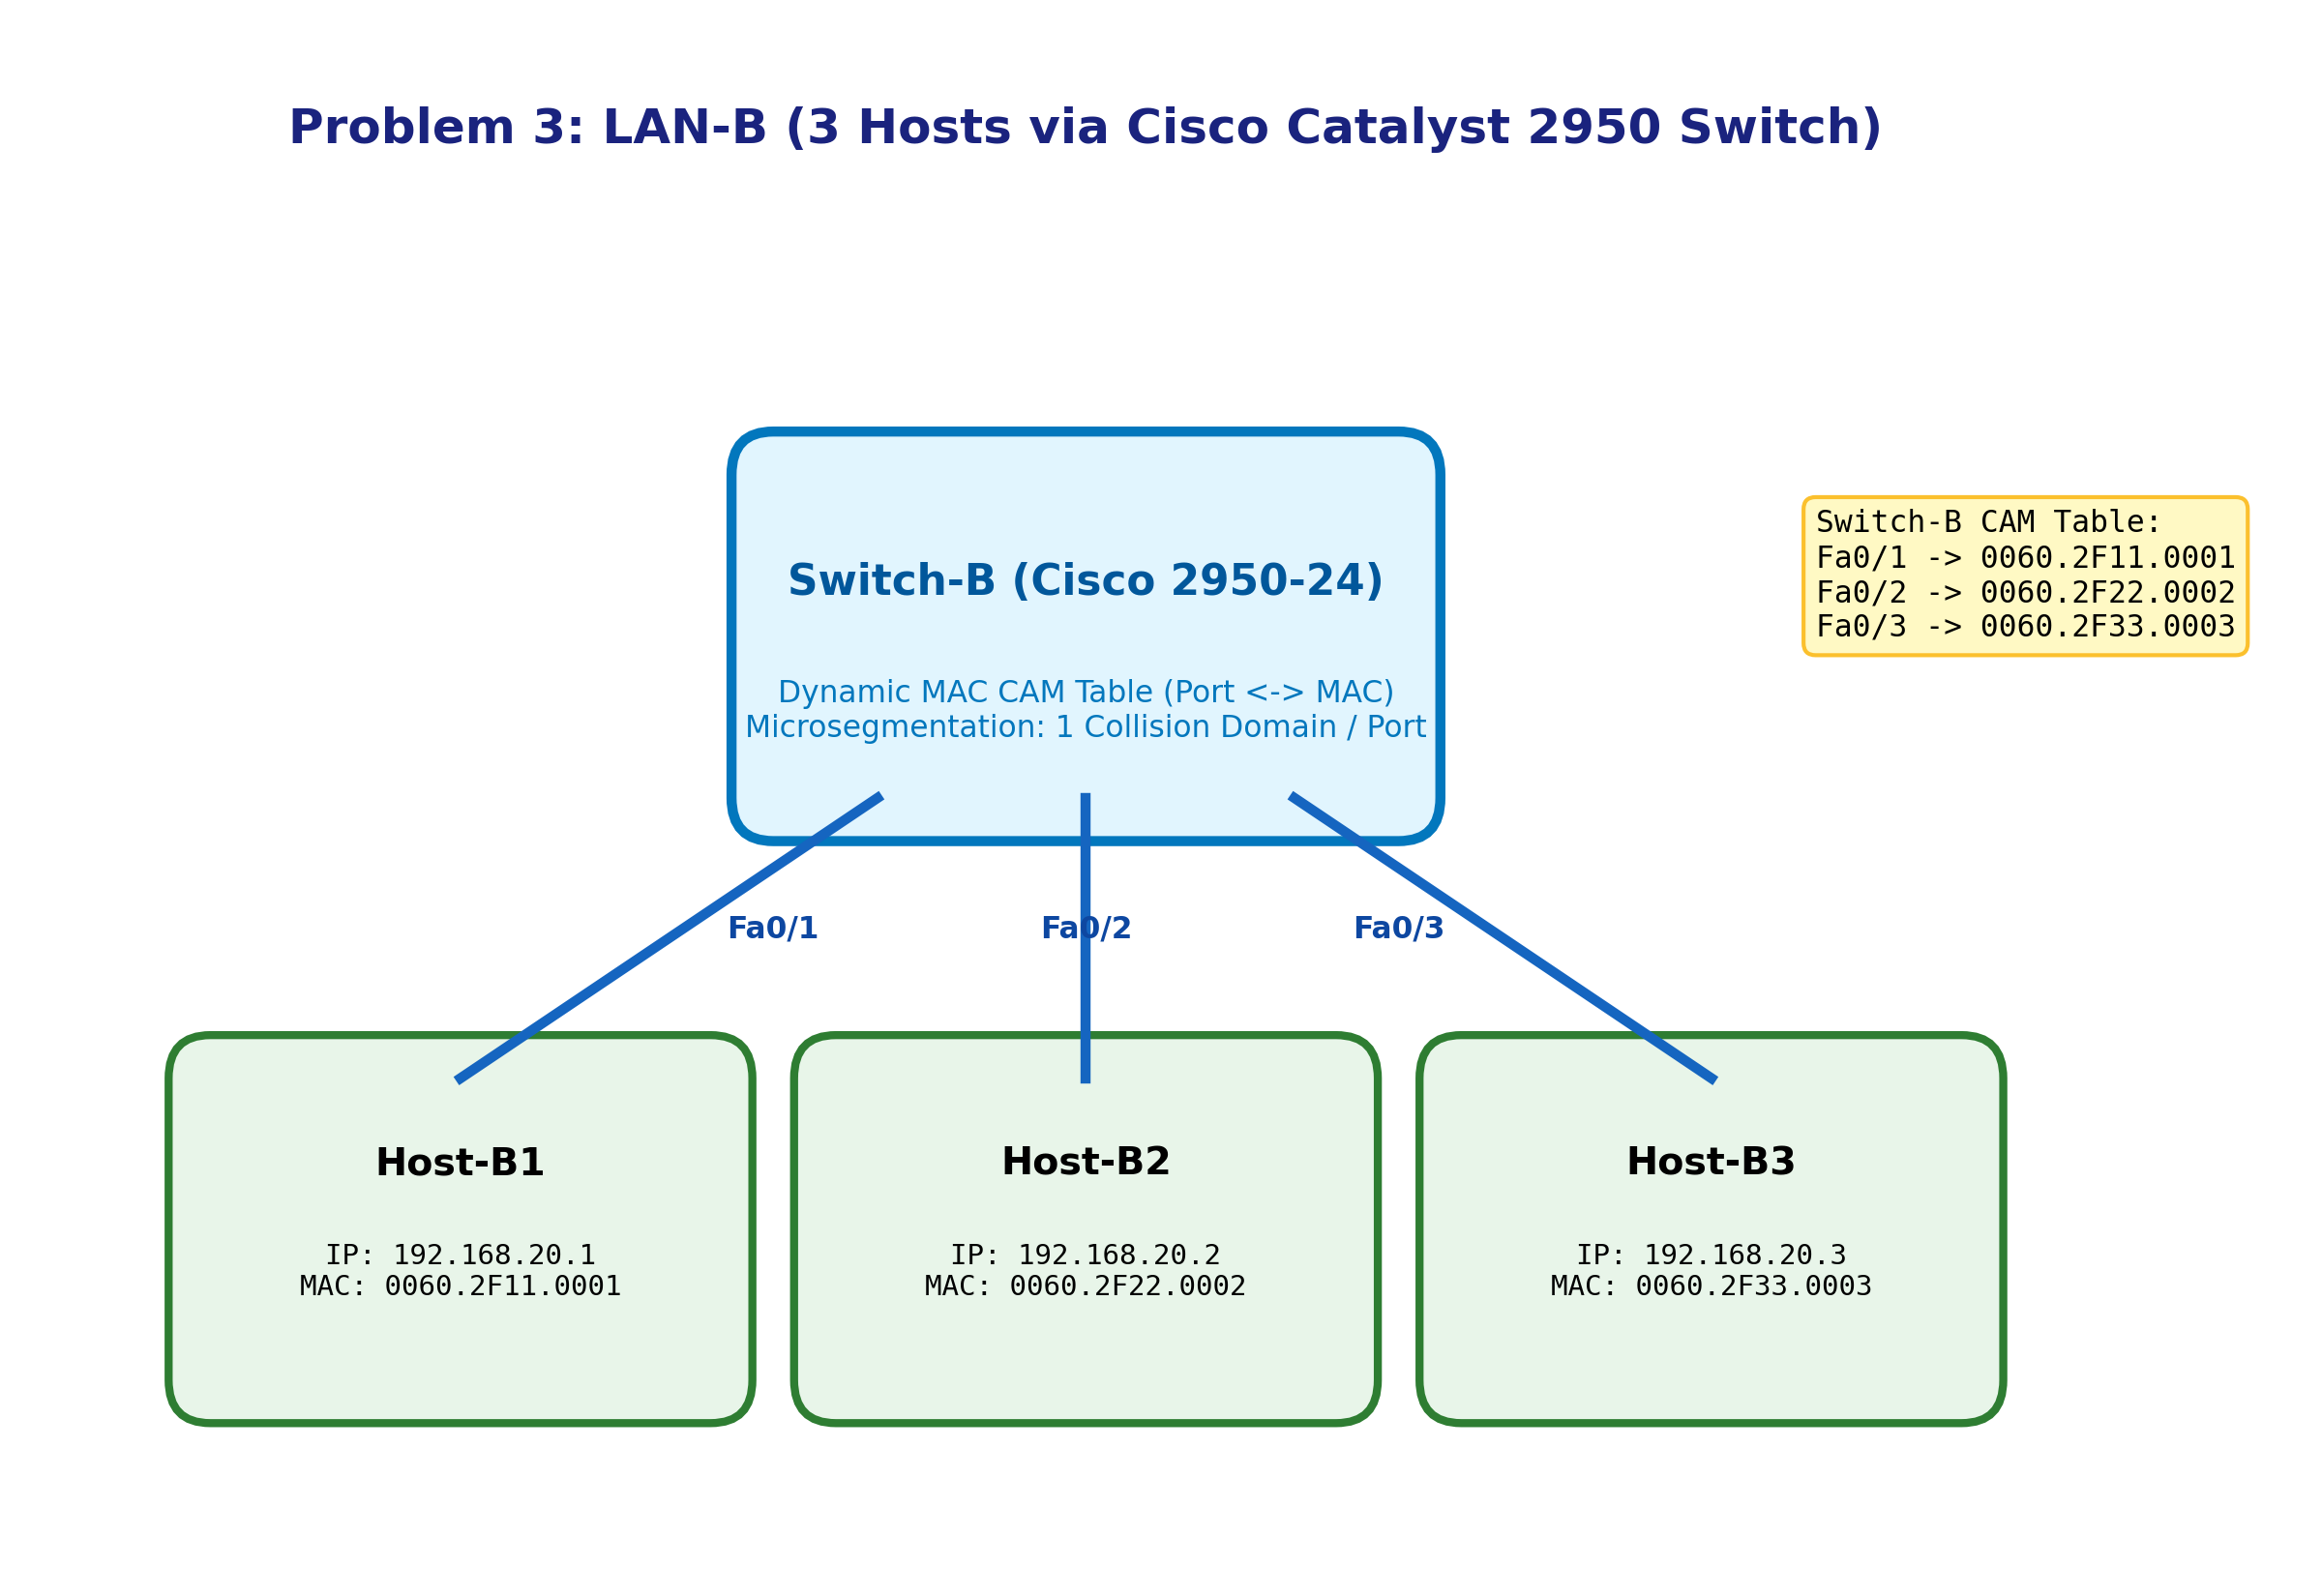 Problem 3: LAN-B (3 Hosts via Cisco Catalyst 2950 Switch)
Switch-B (Cisco 2950-24)
Dynamic MAC CAM Table (Port <-> MAC)
Microsegmentation: 1 Collision Domain / Port
Switch-B CAM Table:
Fa0/1 -> 0060.2F11.0001
Fa0/2 -> 0060.2F22.0002
Fa0/3 -> 0060.2F33.0003
Fa0/1
Fa0/2
Fa0/3
Host-B1
IP: 192.168.20.1
MAC: 0060.2F11.0001
Host-B2
IP: 192.168.20.2
MAC: 0060.2F22.0002
Host-B3
IP: 192.168.20.3
MAC: 0060.2F33.0003